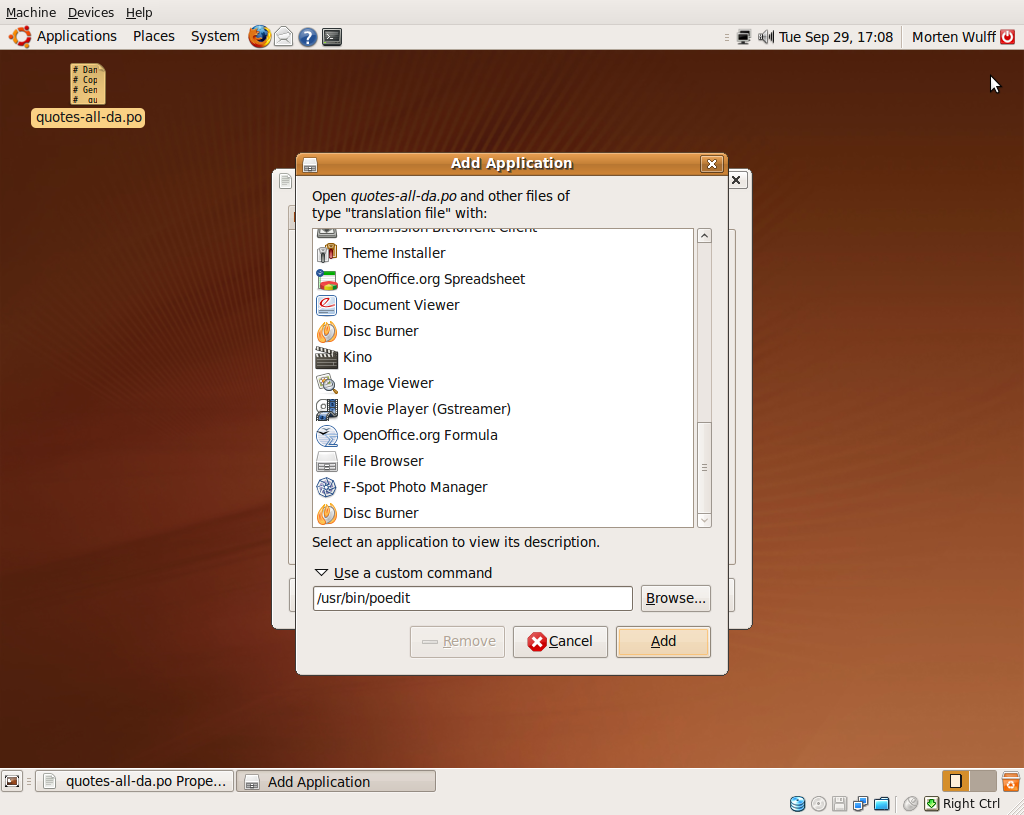 Machine Devices Help
Applications Places System Tue Sep 29, 17:08 Morten Wulff
# Dan
# Cop
# Gen
# qu
quotes-all-da.po
Add Application
Open quotes-all-da.po and other files of
type "translation file" with:
Transmission BitTorrent Client
Theme Installer
OpenOffice.org Spreadsheet
Document Viewer
Disc Burner
Kino
Image Viewer
Movie Player (Gstreamer)
OpenOffice.org Formula
File Browser
F-Spot Photo Manager
Disc Burner
Select an application to view its description.
Use a custom command
/usr/bin/poedit Browse...
Remove Cancel Add
quotes-all-da.po Prope... Add Application
Right Ctrl